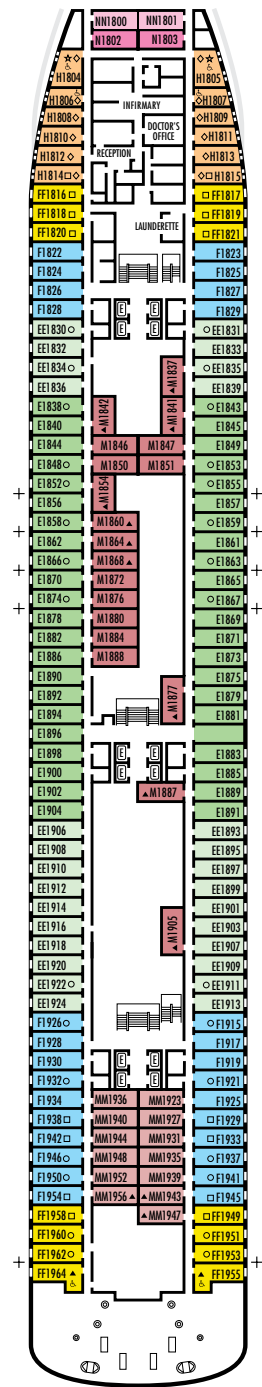 NN1800 NN1801
N1802 N1803
H1804 H1805
H1806 INFIRMARY H1807
H1808 DOCTOR'S H1809
H1810 OFFICE H1811
H1812 RECEPTION H1813
H1814 H1815
FF1816 FF1817
FF1818 FF1819
FF1820 LAUNDERETTE FF1821
F1822 F1823
F1824 F1825
F1826 F1827
F1828 E E F1829
EE1830 E E EE1831
EE1832 EE1833
EE1834 M1837 EE1835
EE1836 EE1839
E1838 M1842 M1841 E1843
E1840 E1845
E1844 M1846 M1847 E1849
E1848 M1850 M1851 E1853
E1852 M1854 E1855
E1856 E1857
E1858 M1860 E1859
E1862 M1864 E1861
E1866 M1868 E1863
E1870 M1872 E1865
E1874 M1876 E1867
E1878 M1880 E1869
E1882 M1884 E1871
E1886 M1888 E1873
E1890 M1877 E1875
E1892 E1879
E1894 E1881
E1896
E1898 E E E1883
E1900 E E E1885
E1902 M1887 E1889
E1904 E1891
EE1906 EE1893
EE1908 EE1895
EE1910 EE1897
EE1912 EE1899
EE1914 M1905 EE1901
EE1916 EE1903
EE1918 EE1907
EE1920 EE1909
EE1922 EE1911
EE1924 EE1913
F1926 F1915
F1928 F1917
F1930 E E F1919
F1932 E E F1921
F1934 MM1936 MM1923 F1925
F1938 MM1940 MM1927 F1929
F1942 MM1944 MM1931 F1933
F1946 MM1948 MM1935 F1937
F1950 MM1952 MM1939 F1941
F1954 MM1956 MM1943 F1945
FF1958 MM1947 FF1949
FF1960 FF1951
FF1962 FF1953
FF1964 FF1955